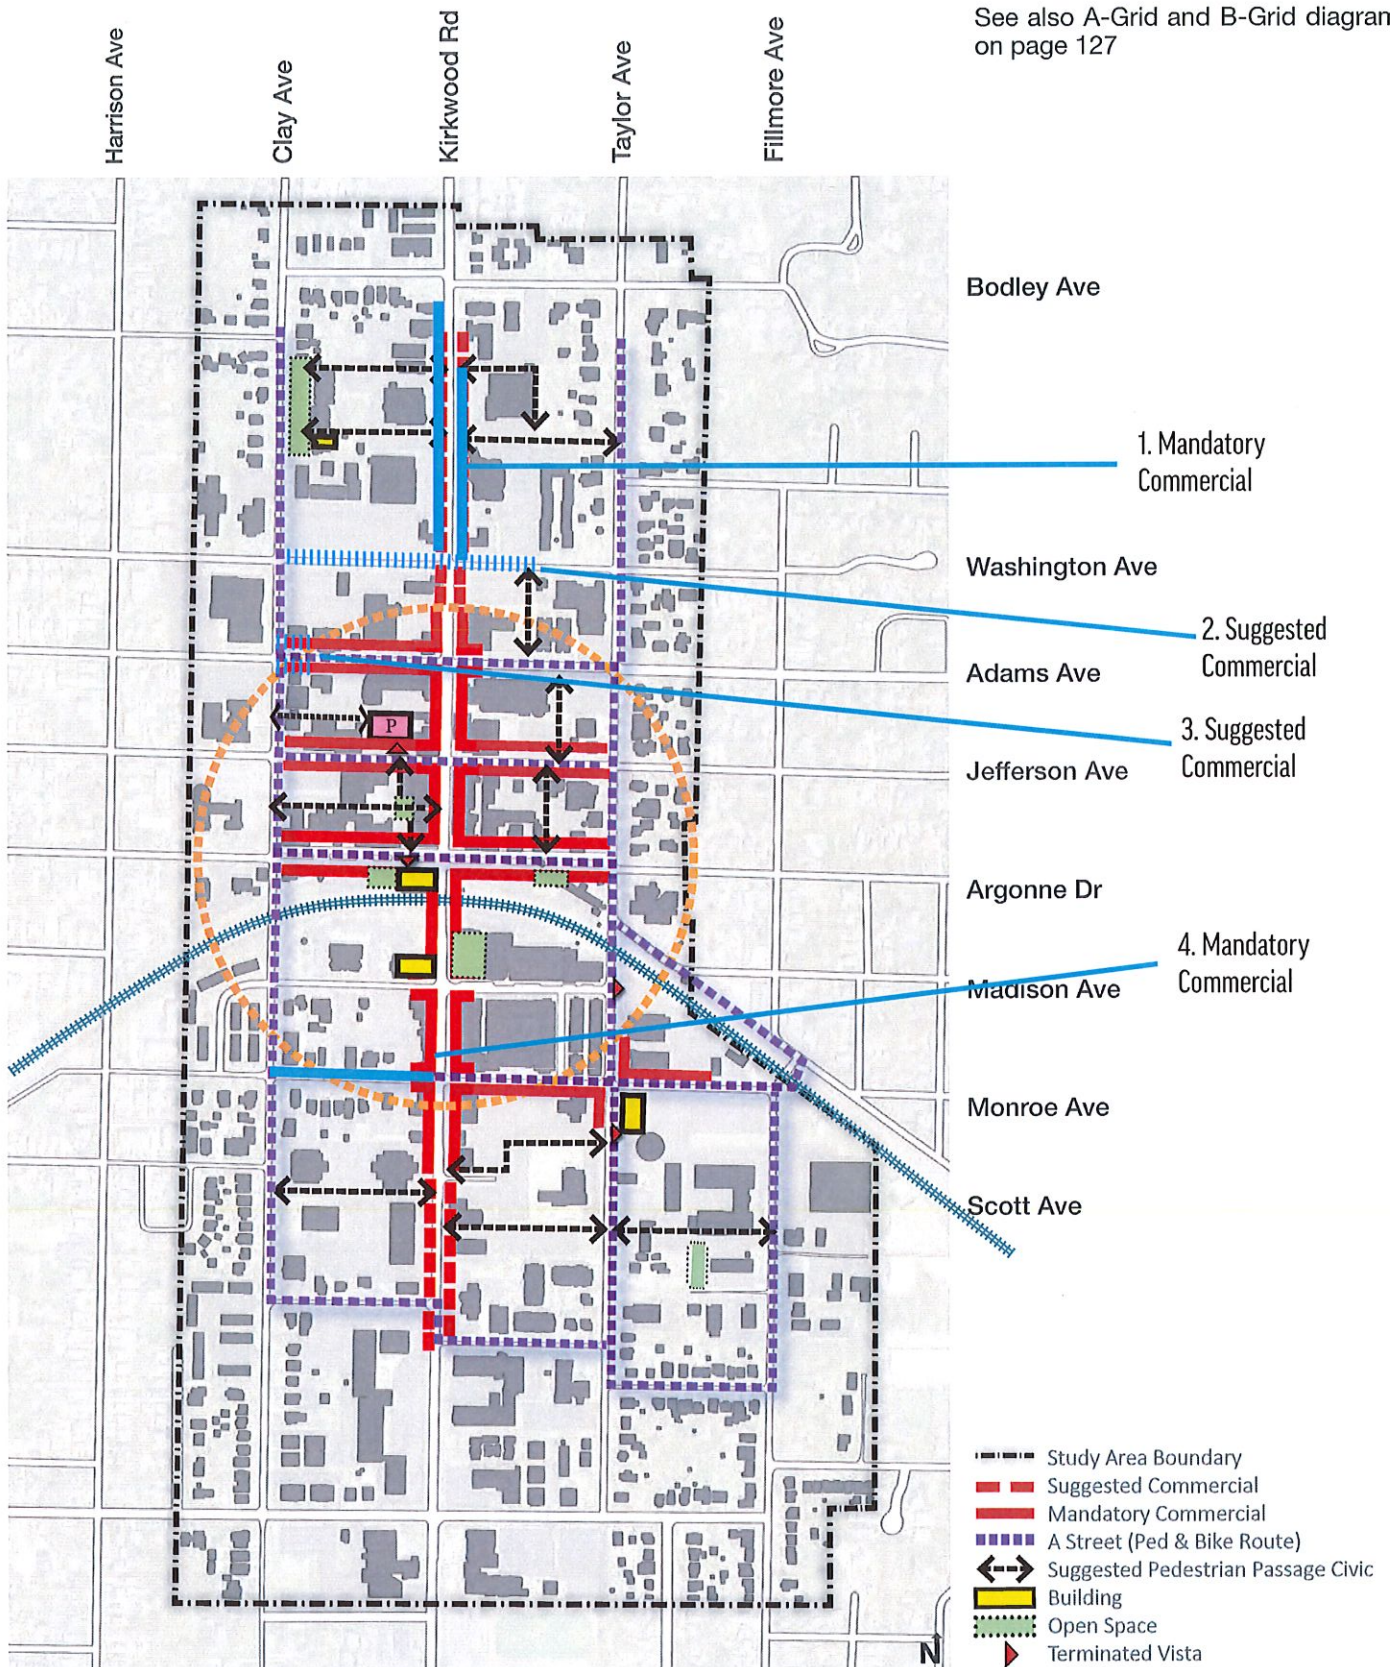 See also A-Grid and B-Grid diagran
on page 127
Harrison Ave
Clay Ave
Kirkwood Rd
Taylor Ave
Fillmore Ave
Bodley Ave
1. Mandatory
Commercial
Washington Ave
2. Suggested
Commercial
Adams Ave
3. Suggested
Commercial
P
Jefferson Ave
Argonne Dr
4. Mandatory
Commercial
Madison Ave
Monroe Ave
Scott Ave
Study Area Boundary
Suggested Commercial
Mandatory Commercial
A Street (Ped & Bike Route)
Suggested Pedestrian Passage Civic
Building
Open Space
Terminated Vista
N